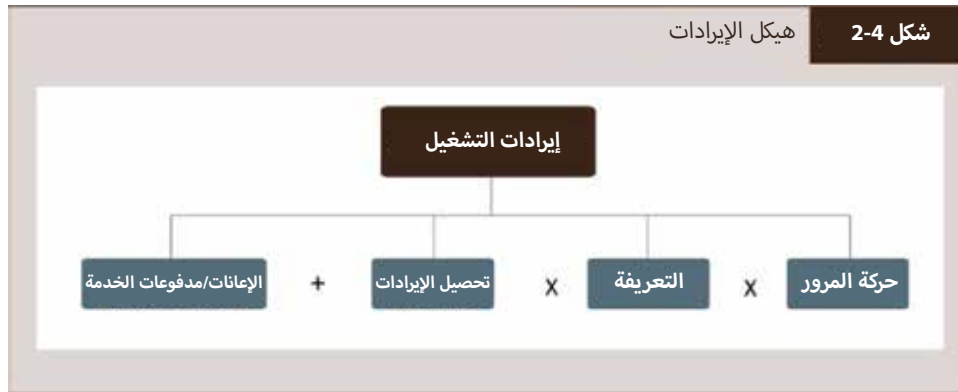 شكل 4-2 هيكل الإيرادات
إيرادات التشغيل
حركة المرور X التعريفة X تحصيل الإيرادات + الإعانات/مدفوعات الخدمة